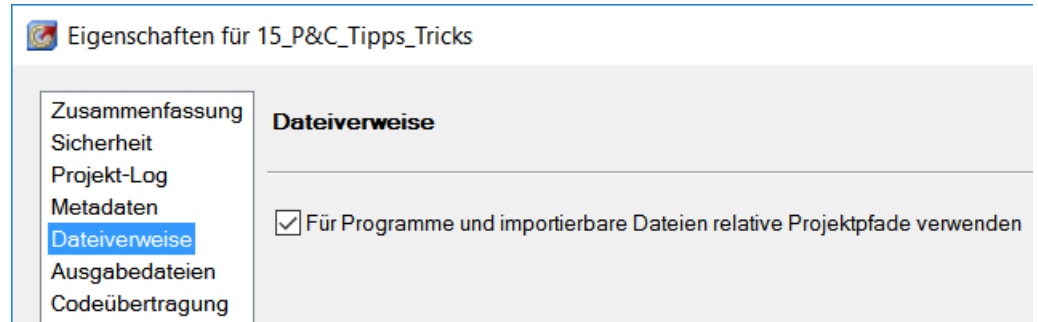 Eigenschaften für 15_P&C_Tipps_Tricks
Zusammenfassung
Sicherheit
Projekt-Log
Metadaten
Dateiverweise
Ausgabedateien
Codeübertragung
Dateiverweise
Für Programme und importierbare Dateien relative Projektpfade verwenden